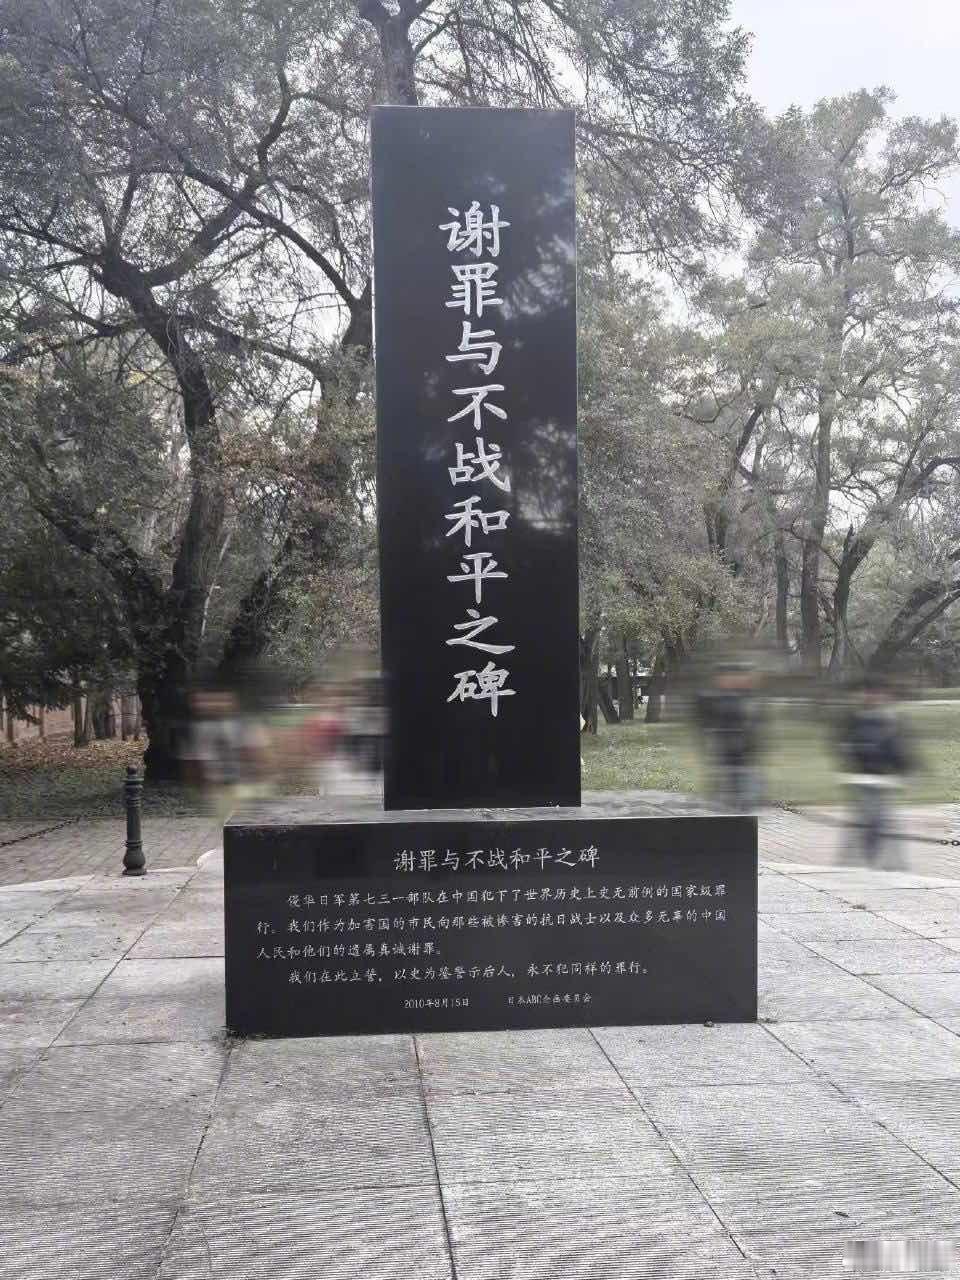 谢罪与不战和平之碑
谢罪与不战和平之碑
侵华日军第七三一部队在中国犯下了世界历史上史无前例的国家级罪
行。我们作为加害国的市民向那些被惨害的抗日战士以及众多无辜的中国
人民和他们的遗属真诚谢罪。
我们在此立誓，以史为鉴警示后人，永不犯同样的罪行。
2010年8月15日 日本ABC企画委员会